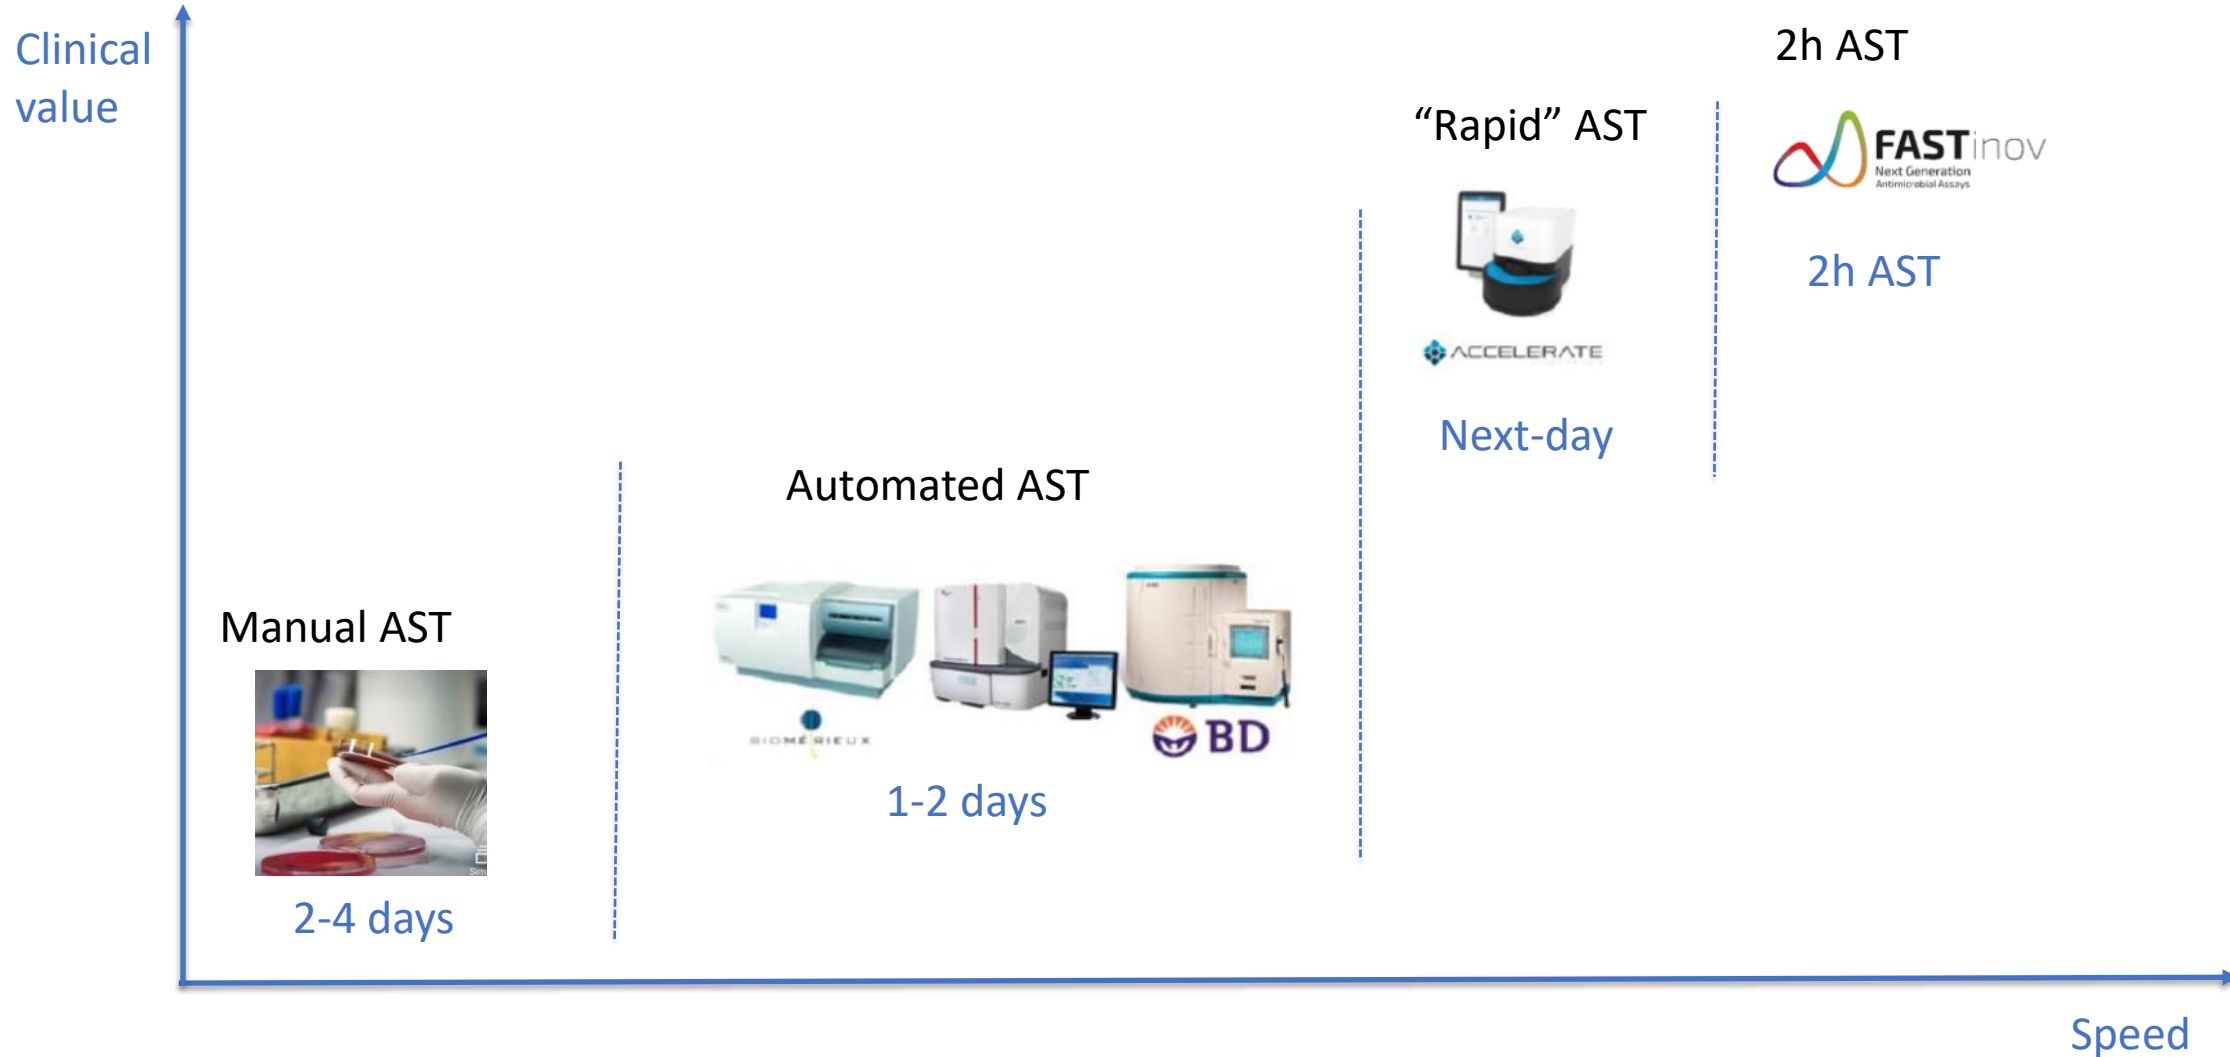 Clinical
value
2h AST
"Rapid" AST
FASTinov
Next Generation
Antimicrobial Assays
2h AST
ACCELERATE
Next-day
Automated AST
Manual AST
BIOMÉRIEUX
BD
1-2 days
2-4 days
Speed